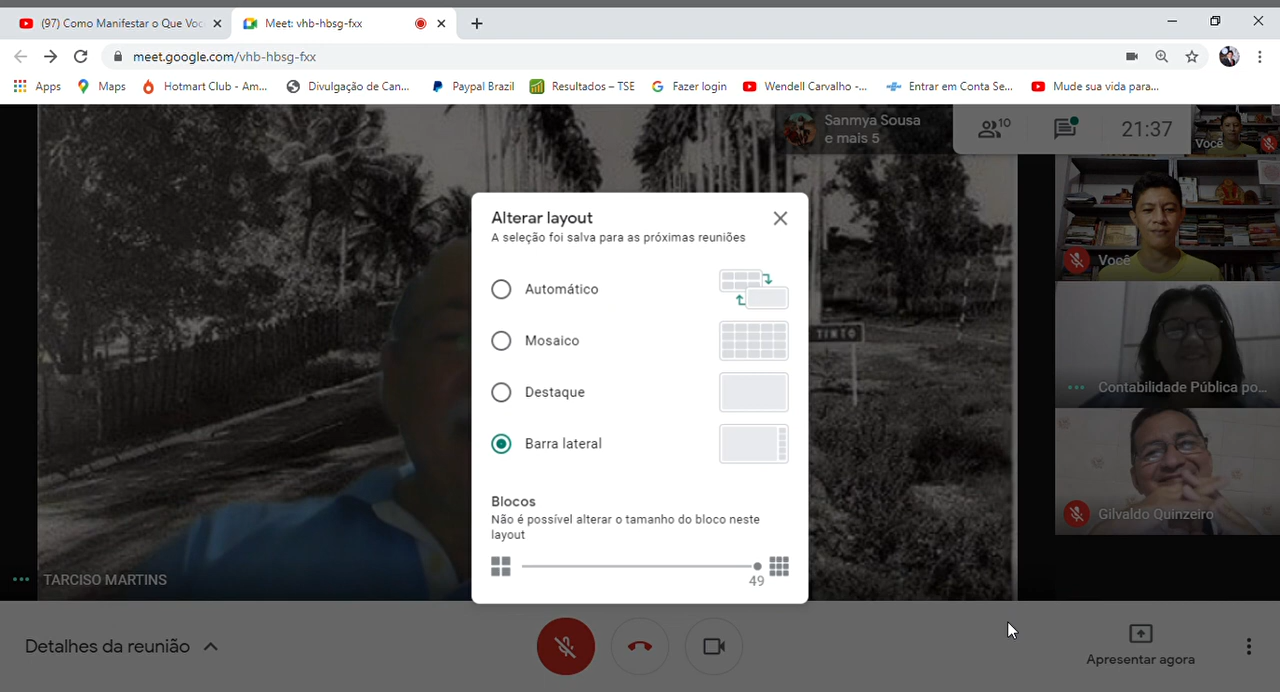 (97) Como Manifestar o Que Voc
Meet: vhb-hbsg-fxx
meet.google.com/vhb-hbsg-fxx
Apps
Maps
Hotmart Club - Am...
Divulgação de Can...
Paypal Brazil
Resultados – TSE
Fazer login
Wendell Carvalho -...
Entrar em Conta Se...
Mude sua vida para...
Sanmya Sousa
e mais 5
10
21:37
Você
Você
Contabilidade Pública po...
Gilvaldo Quinzeiro
TINTO
TARCISO MARTINS
Alterar layout
A seleção foi salva para as próximas reuniões
Automático
Mosaico
Destaque
Barra lateral
Blocos
Não é possível alterar o tamanho do bloco neste
layout
49
Detalhes da reunião
Apresentar agora